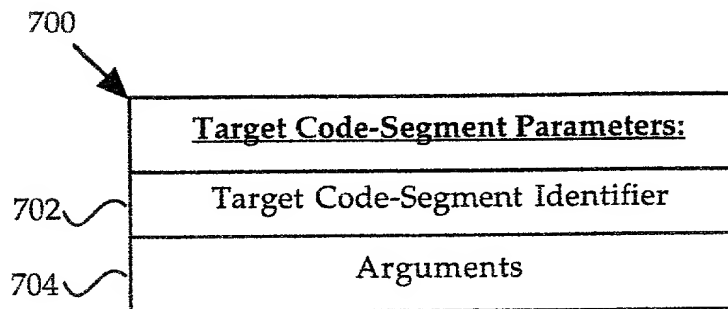 700
Target Code-Segment Parameters:
702
Target Code-Segment Identifier
704
Arguments